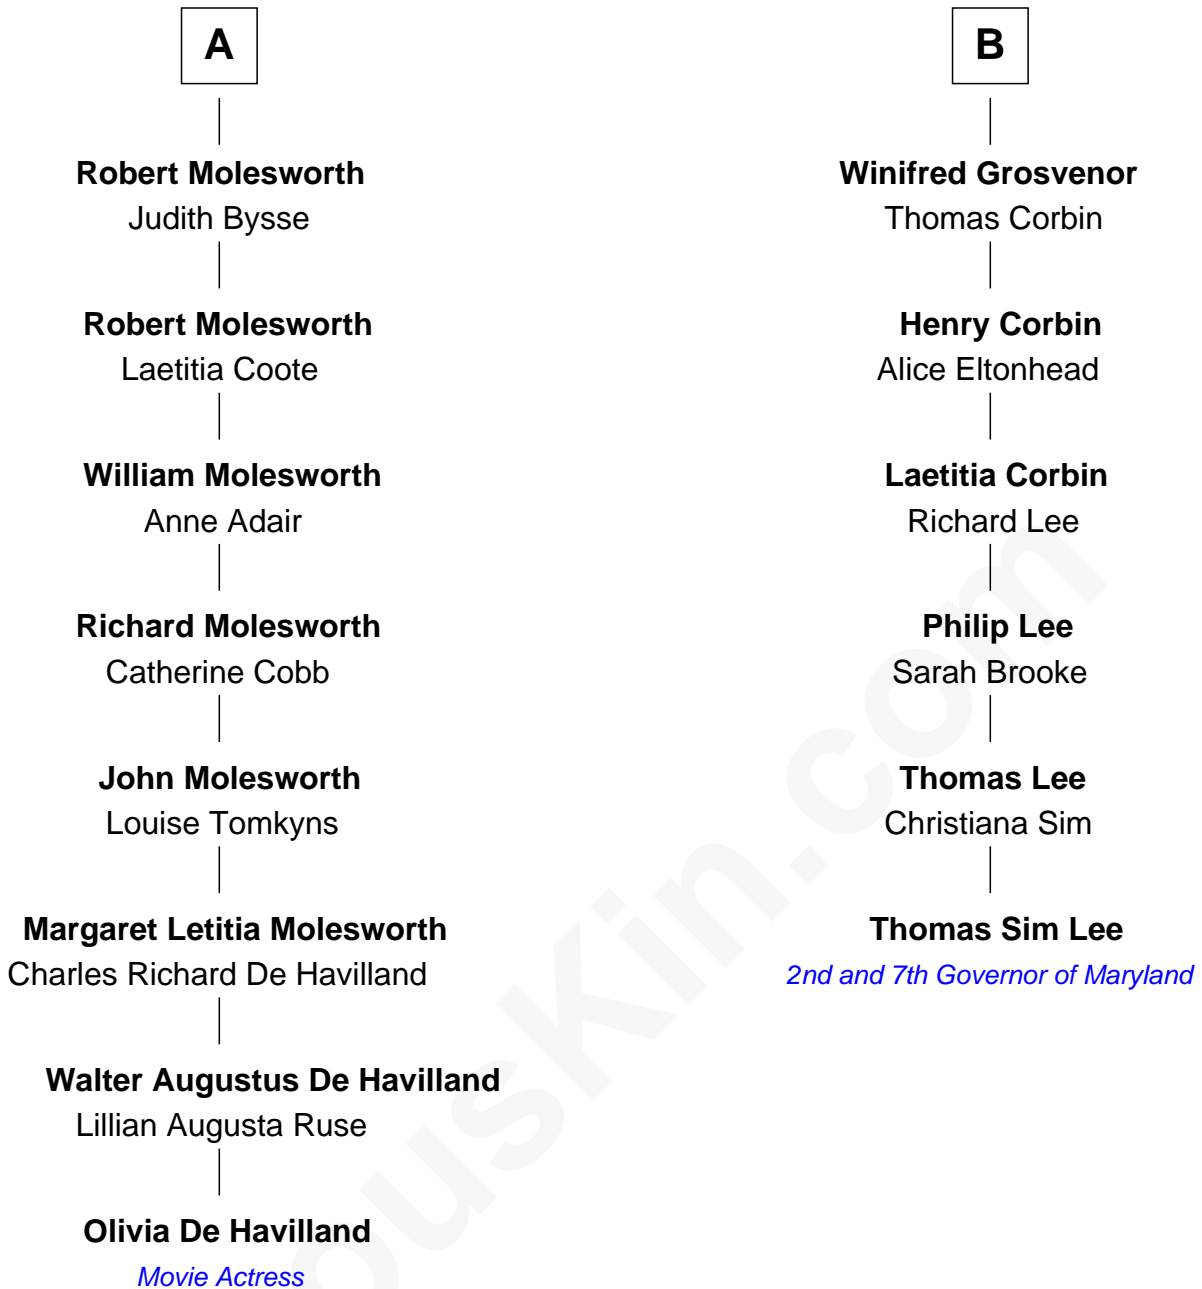 A
Robert Molesworth
Judith Bysse
Robert Molesworth
Laetitia Coote
William Molesworth
Anne Adair
Richard Molesworth
Catherine Cobb
John Molesworth
Louise Tomkyns
Margaret Letitia Molesworth
Charles Richard De Havilland
Walter Augustus De Havilland
Lillian Augusta Ruse
Olivia De Havilland
Movie Actress
B
Winifred Grosvenor
Thomas Corbin
Henry Corbin
Alice Eltonhead
Laetitia Corbin
Richard Lee
Philip Lee
Sarah Brooke
Thomas Lee
Christiana Sim
Thomas Sim Lee
2nd and 7th Governor of Maryland
ousKin.com